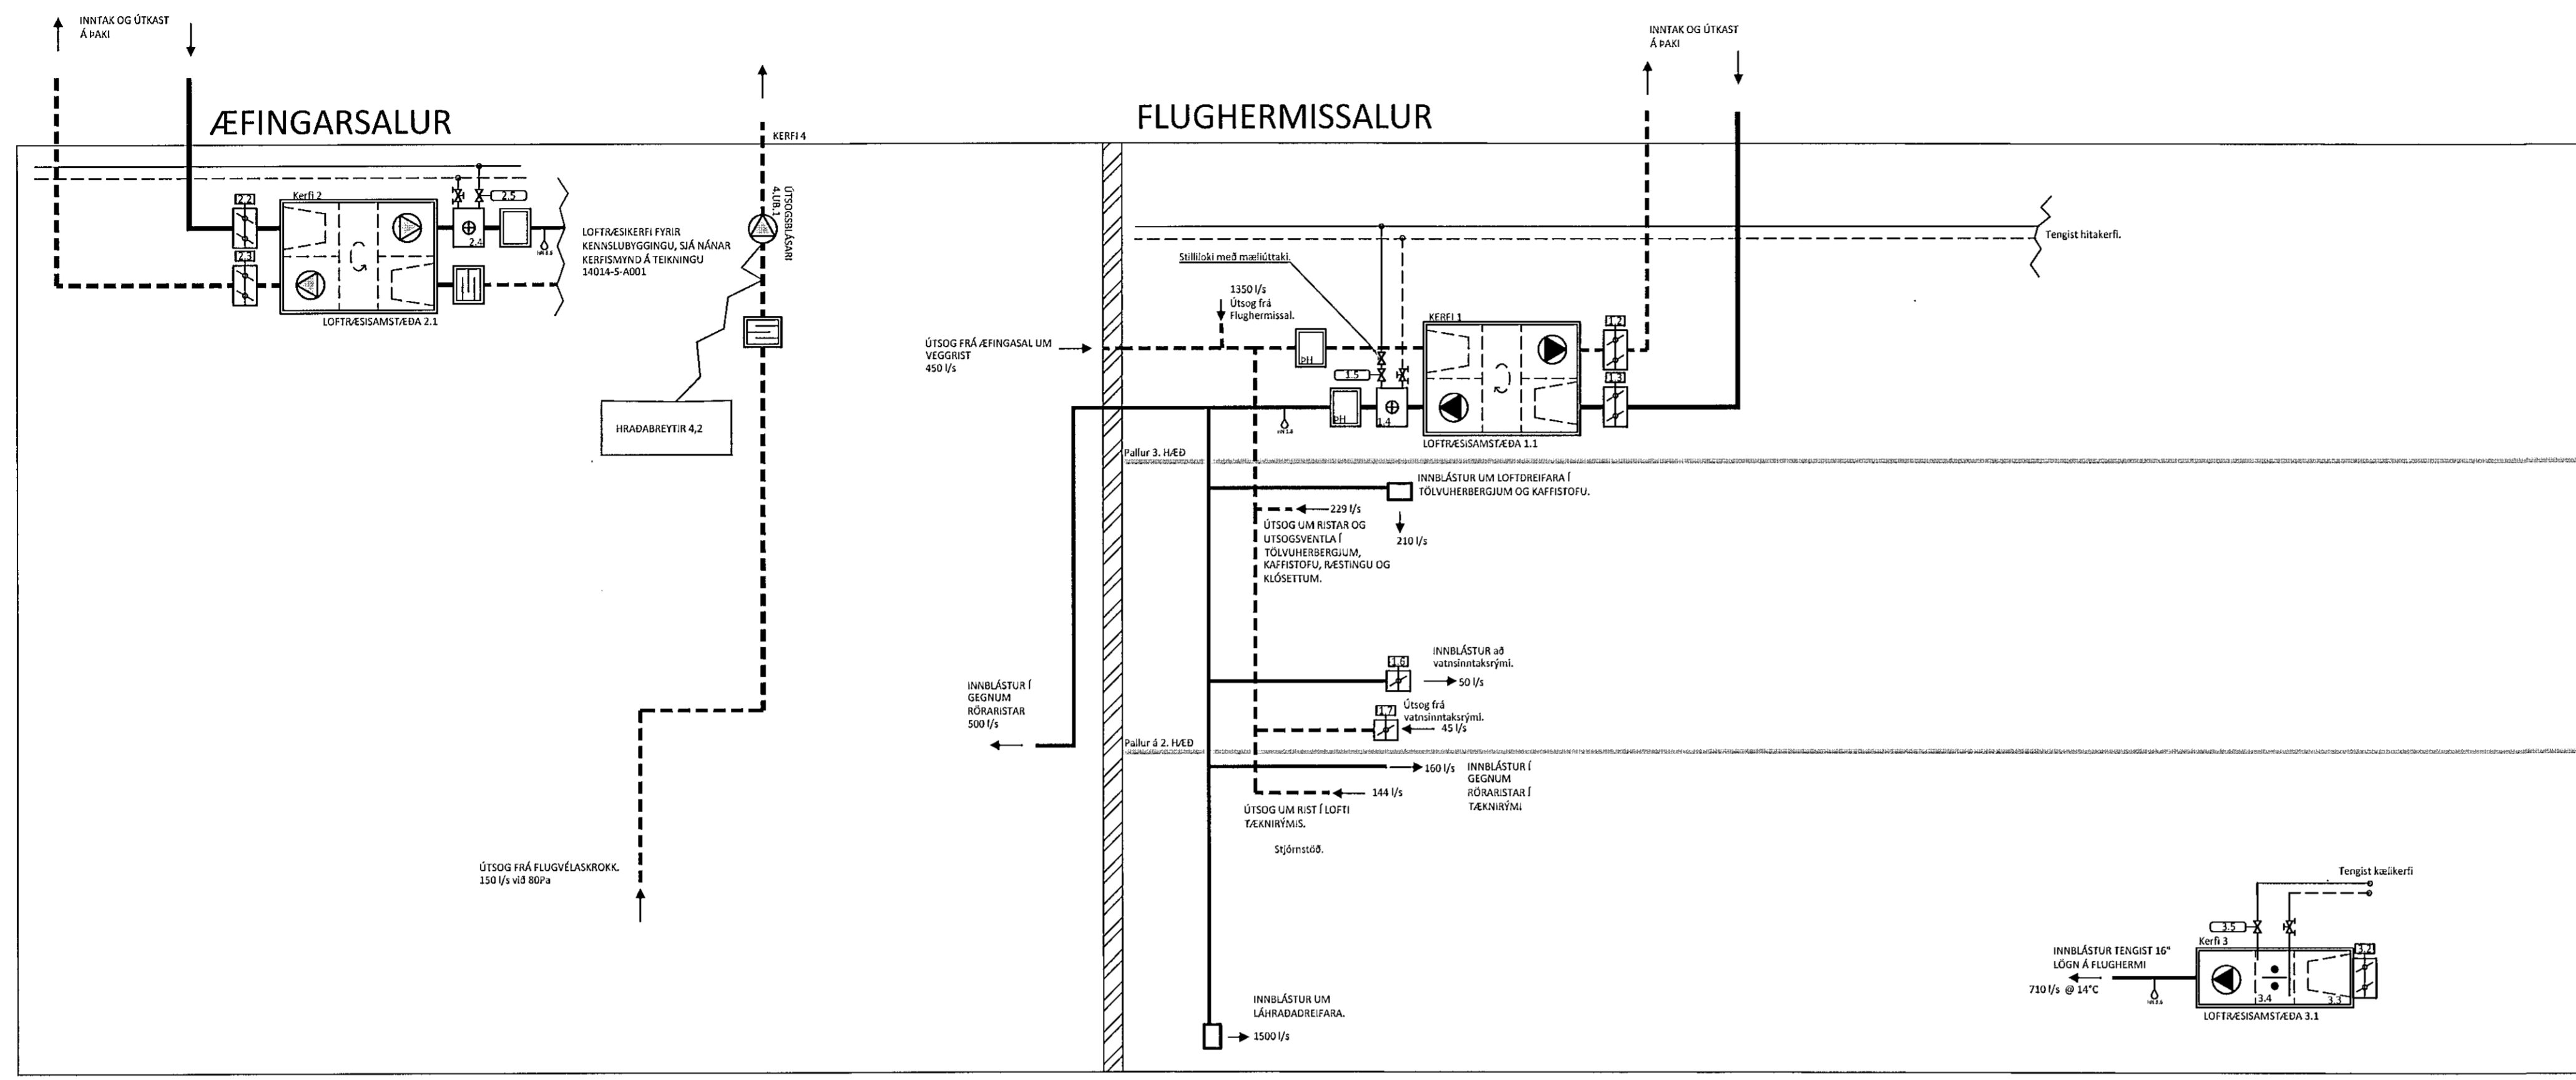 INNTAK OG ÚTKAST
Á ÞAKI
ÆFINGARSALUR
KERFI 4
ÚTSOGSBLÁSARI
4.UB.1
2.2
Kerfi 2
2.5
2.4
2.3
LOFTRÆSISAMSTÆÐA 2.1
LOFTRÆSIKERFI FYRIR
KENNSLUBYGGINGU, SJÁ NÁNAR
KERFISMYND Á TEIKNINGU
14014-5-A001
HRAÐABREYTIR 4,2
ÚTSOG FRÁ FLUGVÉLASKROKK.
150 l/s við 80Pa
INNTAK OG ÚTKAST
Á ÞAKI
FLUGHERMISSALUR
Tengist hitakerfi.
Stilliloki með mæliúttaki.
1350 l/s
Útsog frá
Flughermissal.
ÚTSOG FRÁ ÆFINGASAL UM
VEGGRIST
450 l/s
ÞH
KERFI 1
1.2
1.5
1.3
ÞH
1.4
LOFTRÆSISAMSTÆÐA 1.1
Pallur 3. HÆÐ
INNBLÁSTUR UM LOFTDREIFARA Í
TÖLVUHERBERGJUM OG KAFFISTOFU.
229 l/s
210 l/s
ÚTSOG UM RISTAR OG
UTSOGSVENTLA Í
TÖLVUHERBERGJUM,
KAFFISTOFU, RÆSTINGU OG
KLÓSETTUM.
INNBLÁSTUR að
vatnsinntaksrými.
1.6
50 l/s
INNBLÁSTUR Í
GEGNUM
RÖRARISTAR
500 l/s
Útsog frá
vatnsinntaksrými.
1.7
45 l/s
Pallur á 2. HÆÐ
160 l/s
INNBLÁSTUR Í
GEGNUM
RÖRARISTAR Í
TÆKNIRÝMI
144 l/s
ÚTSOG UM RIST Í LOFTI
TÆKNIRÝMIS.
Stjórnstöð.
INNBLÁSTUR UM
LÁHRAÐADREIFARA.
1500 l/s
Tengist kælikerfi
3.5
Kerfi 3
3.2
INNBLÁSTUR TENGIST 16"
LÖGN Á FLUGHERMI
710 l/s @ 14°C
3.4
3.3
LOFTRÆSISAMSTÆÐA 3.1